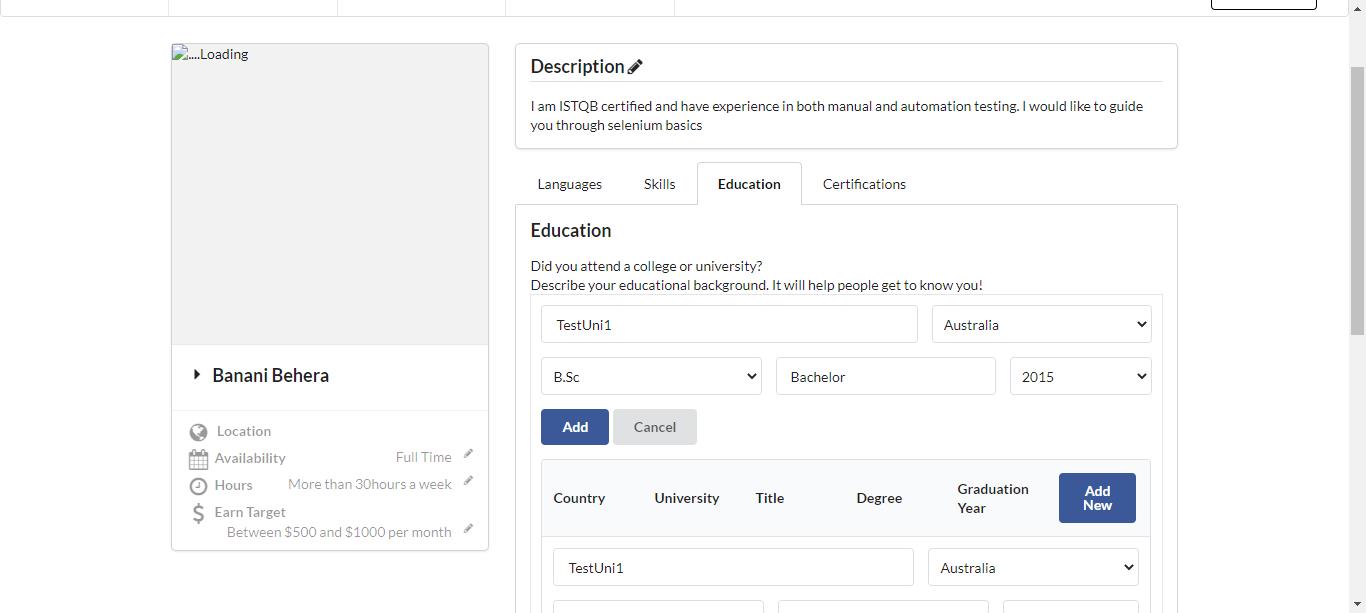 ....Loading
Banani Behera
Location
Availability Full Time
Hours More than 30hours a week
Earn Target
Between $500 and $1000 per month
Description
I am ISTQB certified and have experience in both manual and automation testing. I would like to guide
you through selenium basics
Languages Skills Education Certifications
Education
Did you attend a college or university?
Describe your educational background. It will help people get to know you!
TestUni1 Australia
B.Sc Bachelor 2015
Add Cancel
Country University Title Degree Graduation Year Add New
TestUni1 Australia